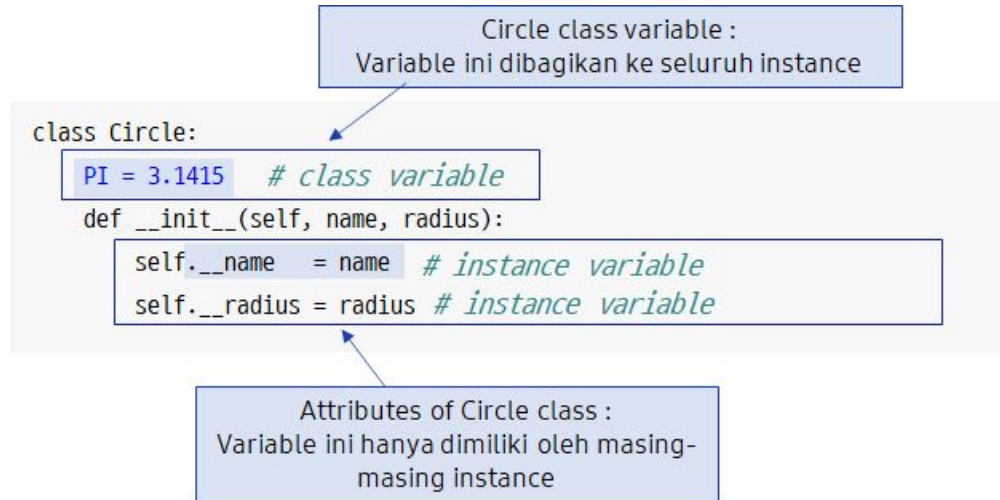 Circle class variable :
Variable ini dibagikan ke seluruh instance
class Circle:
PI = 3.1415 # class variable
def __init__(self, name, radius):
self.__name = name # instance variable
self.__radius = radius # instance variable
Attributes of Circle class :
Variable ini hanya dimiliki oleh masing-
masing instance